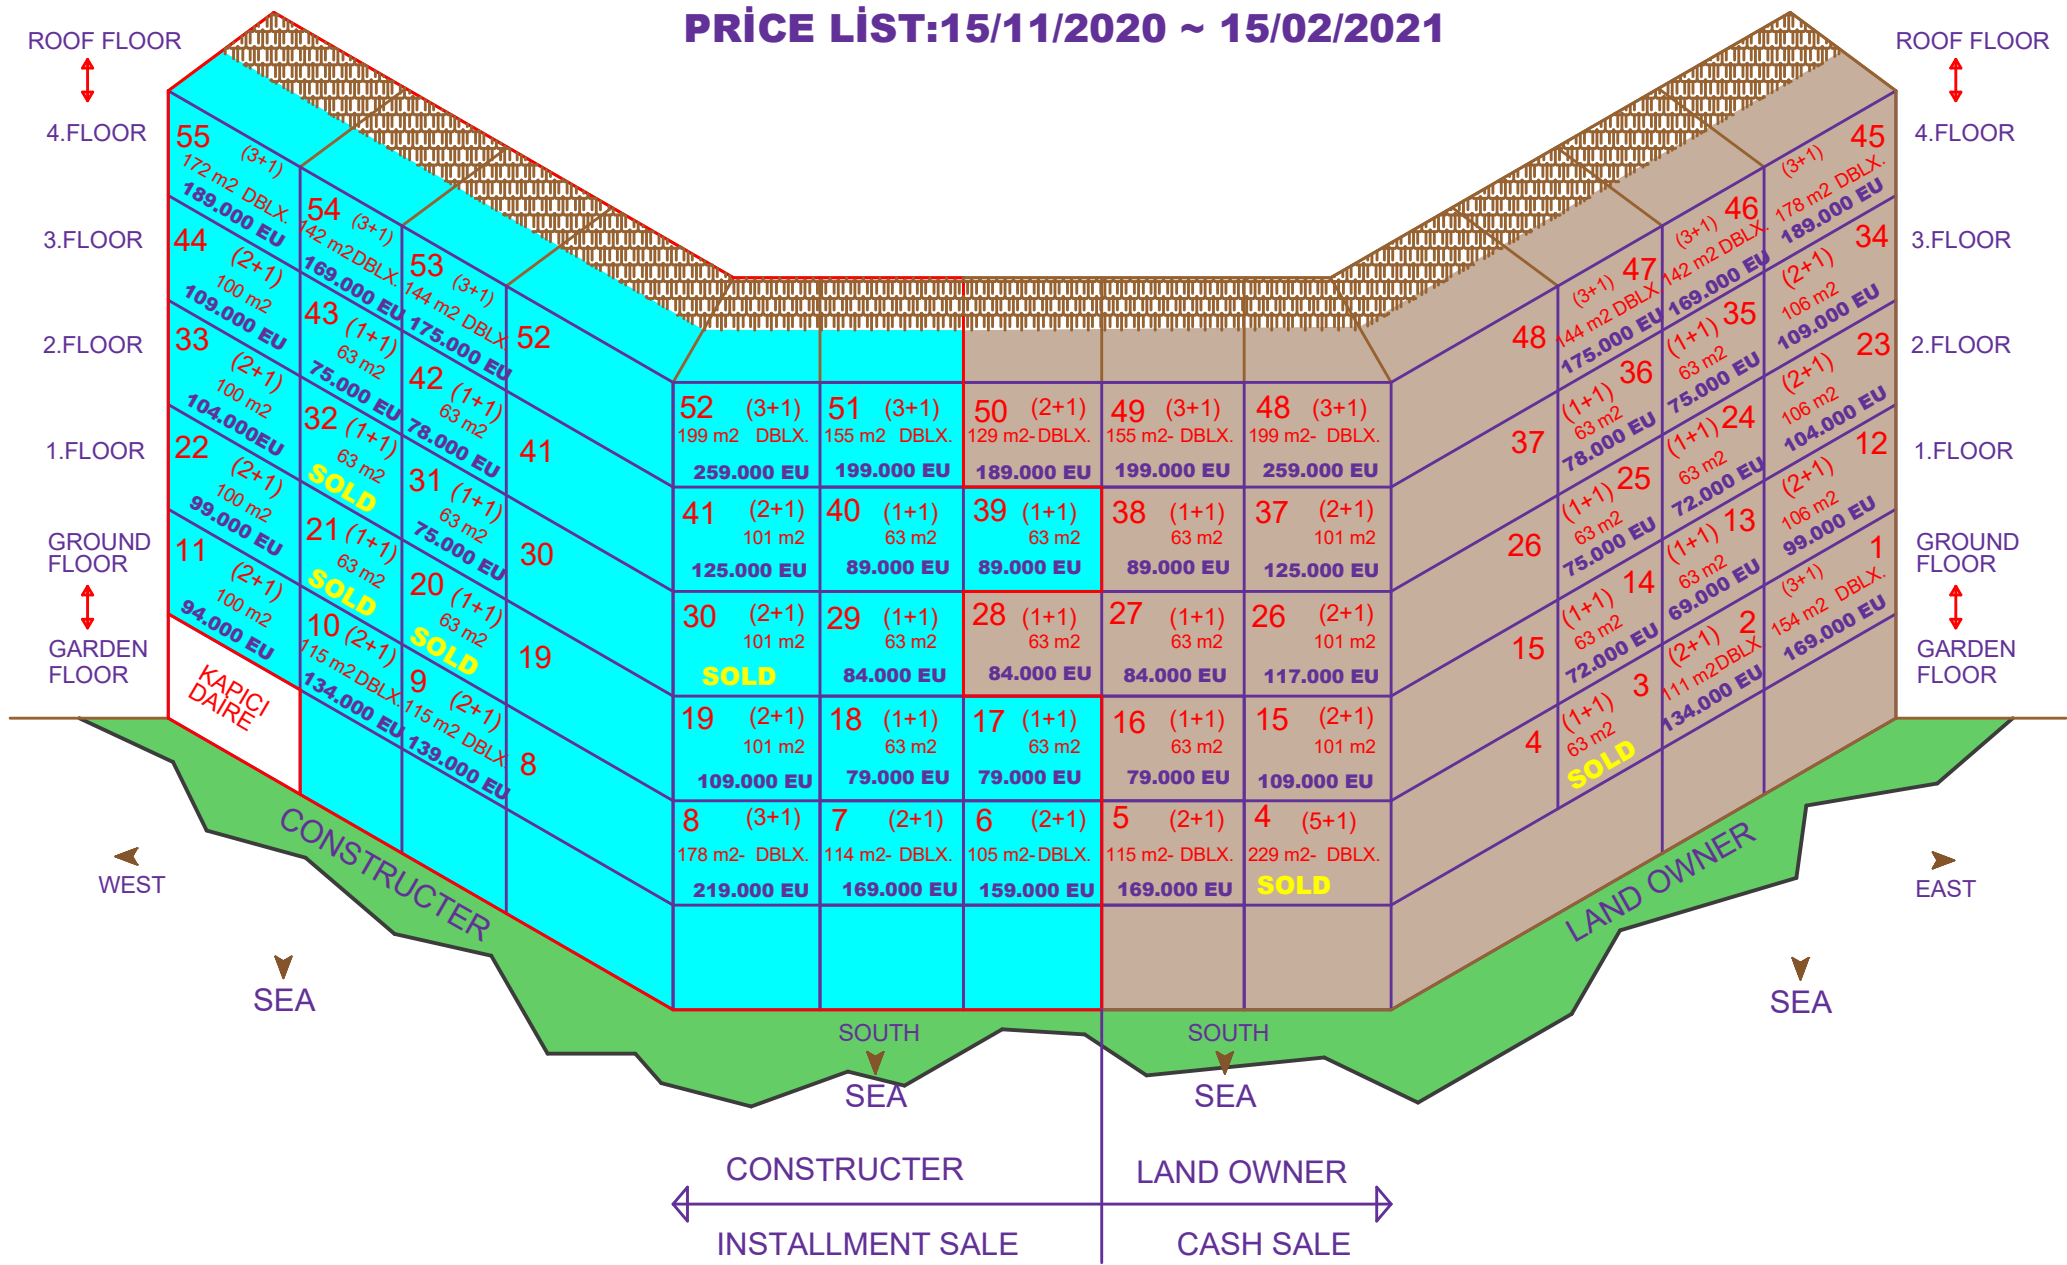 PRİCE LİST:15/11/2020 ~ 15/02/2021
ROOF FLOOR
4.FLOOR
3.FLOOR
2.FLOOR
1.FLOOR
GROUND
FLOOR
GARDEN
FLOOR
55 (3+1)
172 m2 DBLX.
189.000 EU
54 (3+1)
142 m2 DBLX.
169.000 EU
53 (3+1)
144 m2 DBLX.
175.000 EU
52
44 (2+1)
100 m2
109.000 EU
43 (1+1)
63 m2
75.000 EU
42 (1+1)
63 m2
78.000 EU
41
33 (2+1)
100 m2
104.000EU
32 (1+1)
63 m2
SOLD
31 (1+1)
63 m2
75.000 EU
30
22 (2+1)
100 m2
99.000 EU
21 (1+1)
63 m2
SOLD
20 (1+1)
63 m2
SOLD
19
11 (2+1)
100 m2
94.000 EU
10 (2+1)
115 m2 DBLX.
134.000 EU
9 (2+1)
115 m2 DBLX.
139.000 EU
8
KAPICI
DAIRE
52 (3+1)
199 m2 DBLX.
259.000 EU
51 (3+1)
155 m2 DBLX.
199.000 EU
50 (2+1)
129 m2- DBLX.
189.000 EU
49 (3+1)
155 m2- DBLX.
199.000 EU
48 (3+1)
199 m2- DBLX.
259.000 EU
41 (2+1)
101 m2
125.000 EU
40 (1+1)
63 m2
89.000 EU
39 (1+1)
63 m2
89.000 EU
38 (1+1)
63 m2
89.000 EU
37 (2+1)
101 m2
125.000 EU
30 (2+1)
101 m2
SOLD
29 (1+1)
63 m2
84.000 EU
28 (1+1)
63 m2
84.000 EU
27 (1+1)
63 m2
84.000 EU
26 (2+1)
101 m2
117.000 EU
19 (2+1)
101 m2
109.000 EU
18 (1+1)
63 m2
79.000 EU
17 (1+1)
63 m2
79.000 EU
16 (1+1)
63 m2
79.000 EU
15 (2+1)
101 m2
109.000 EU
8 (3+1)
178 m2- DBLX.
219.000 EU
7 (2+1)
114 m2- DBLX.
169.000 EU
6 (2+1)
105 m2- DBLX.
159.000 EU
5 (2+1)
115 m2- DBLX.
169.000 EU
4 (5+1)
229 m2- DBLX.
SOLD
48
(3+1) 47
144 m2 DBLX.
175.000 EU
(3+1) 46
142 m2 DBLX.
169.000 EU
(3+1) 45
178 m2 DBLX.
189.000 EU
37
(1+1) 36
63 m2
78.000 EU
(1+1) 35
63 m2
75.000 EU
(2+1) 34
106 m2
109.000 EU
26
(1+1) 25
63 m2
75.000 EU
(1+1) 24
63 m2
72.000 EU
(2+1) 23
106 m2
104.000 EU
15
(1+1) 14
63 m2
72.000 EU
(1+1) 13
63 m2
69.000 EU
(2+1) 12
106 m2
99.000 EU
4
(1+1) 3
63 m2
SOLD
(2+1) 2
111 m2 DBLX
134.000 EU
(3+1) 1
154 m2 DBLX.
169.000 EU
ROOF FLOOR
4.FLOOR
3.FLOOR
2.FLOOR
1.FLOOR
GROUND
FLOOR
GARDEN
FLOOR
WEST
EAST
CONSTRUCTER
LAND OWNER
SEA
SEA
SOUTH
SOUTH
SEA
SEA
CONSTRUCTER
LAND OWNER
INSTALLMENT SALE
CASH SALE